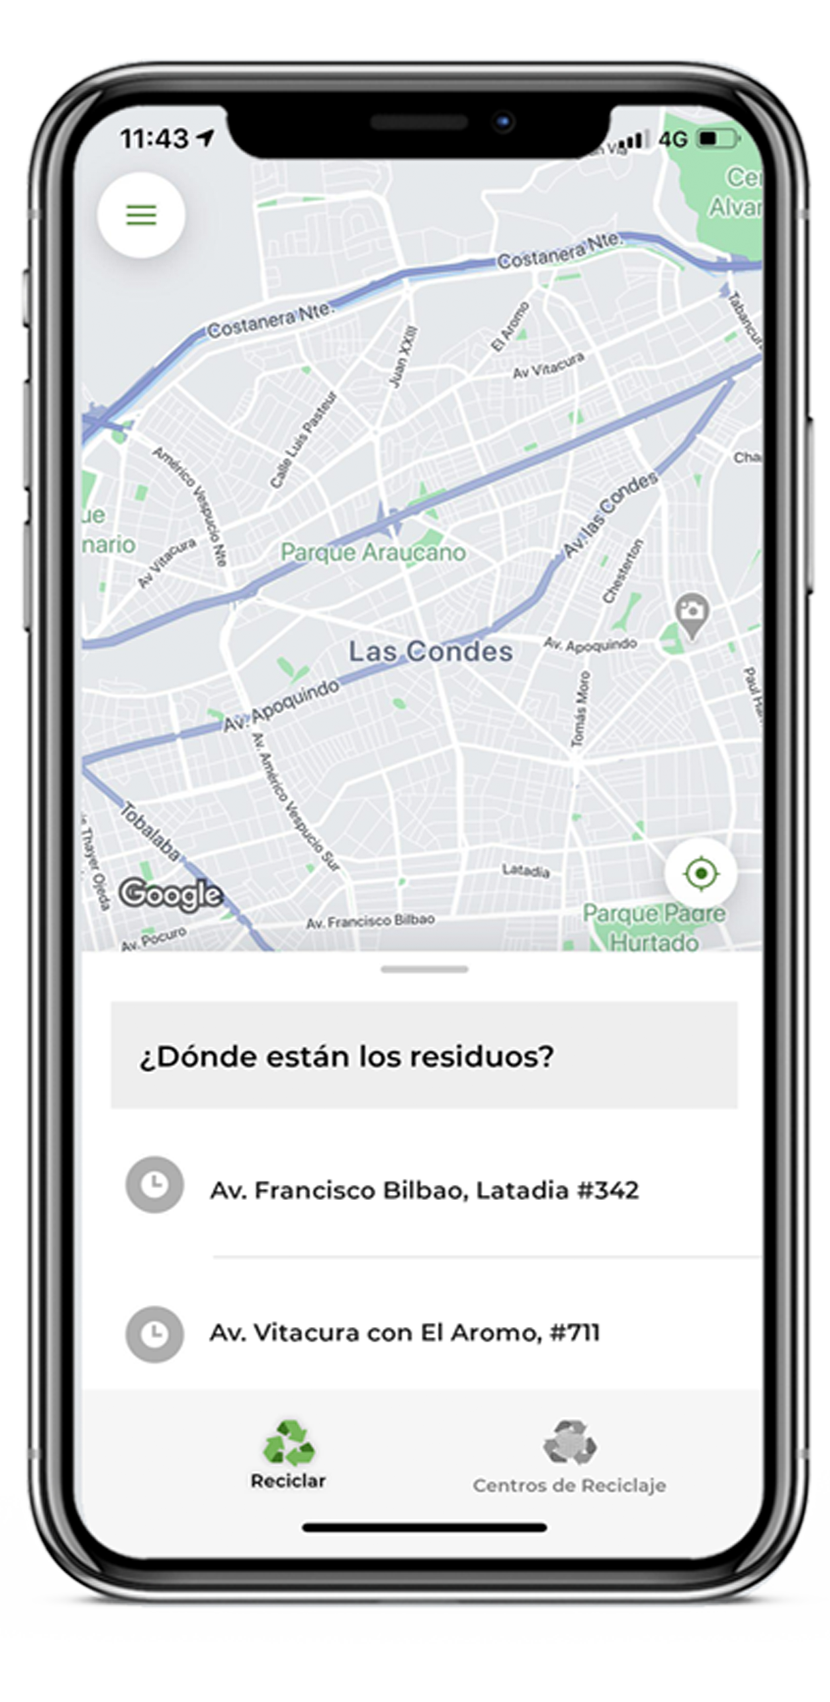 11:43
4G
Cer
Alvar
Costanera Nte.
Costanera Nte.
Tabancur
Juan XXIII
El Aromo
Av Vitacura
Calle Luis Pasteur
Américo Vespucio Nte
Av. las Condes
Cha
ue
nario
Av Vitacura
Parque Araucano
Chesterton
Las Condes
Av. Apoquindo
Av. Apoquindo
Tomás Moro
Paul Har
Av. Américo Vespucio Sur
Tobalaba
Thayer Ojeda
Google
Latadia
Av. Francisco Bilbao
Parque Padre
Hurtado
Av. Pocuro
¿Dónde están los residuos?
Av. Francisco Bilbao, Latadia #342
Av. Vitacura con El Aromo, #711
Reciclar
Centros de Reciclaje